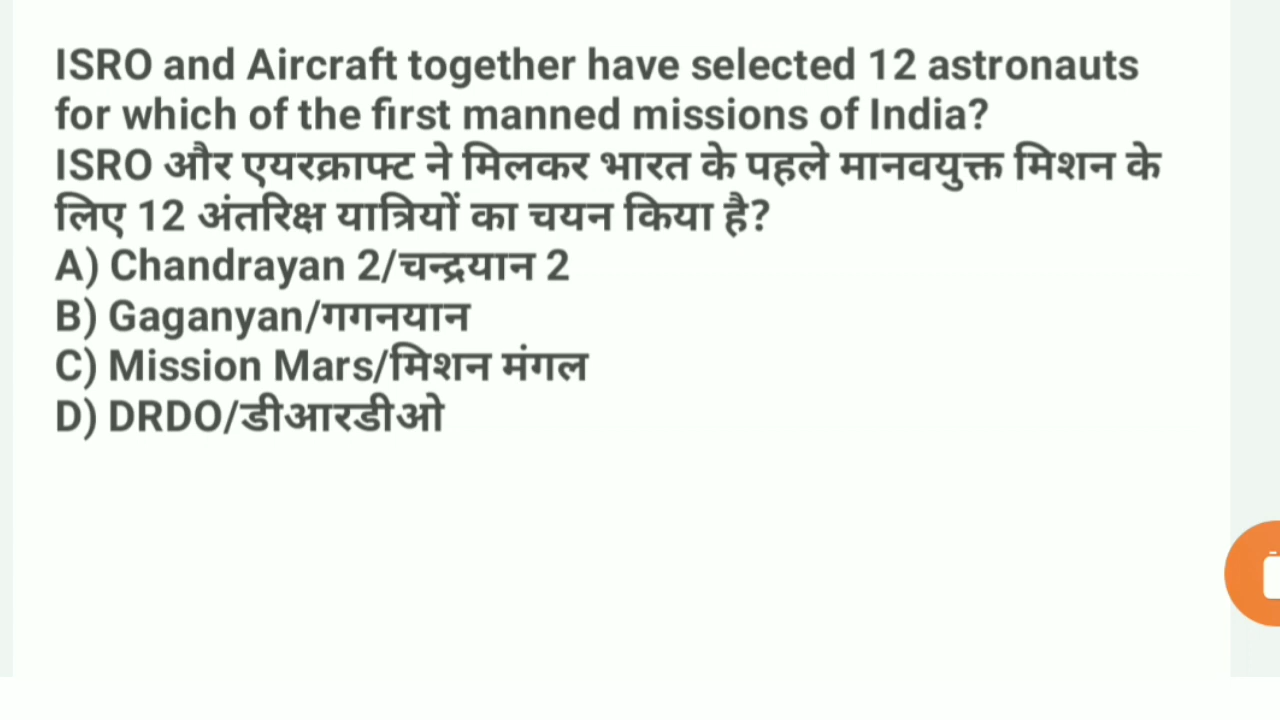 ISRO and Aircraft together have selected 12 astronauts
for which of the first manned missions of India?
ISRO और एयरक्राफ्ट ने मिलकर भारत के पहले मानवयुक्त मिशन के
लिए 12 अंतरिक्ष यात्रियों का चयन किया है?
A) Chandrayan 2/चन्द्रयान 2
B) Gaganyan/गगनयान
C) Mission Mars/मिशन मंगल
D) DRDO/डीआरडीओ